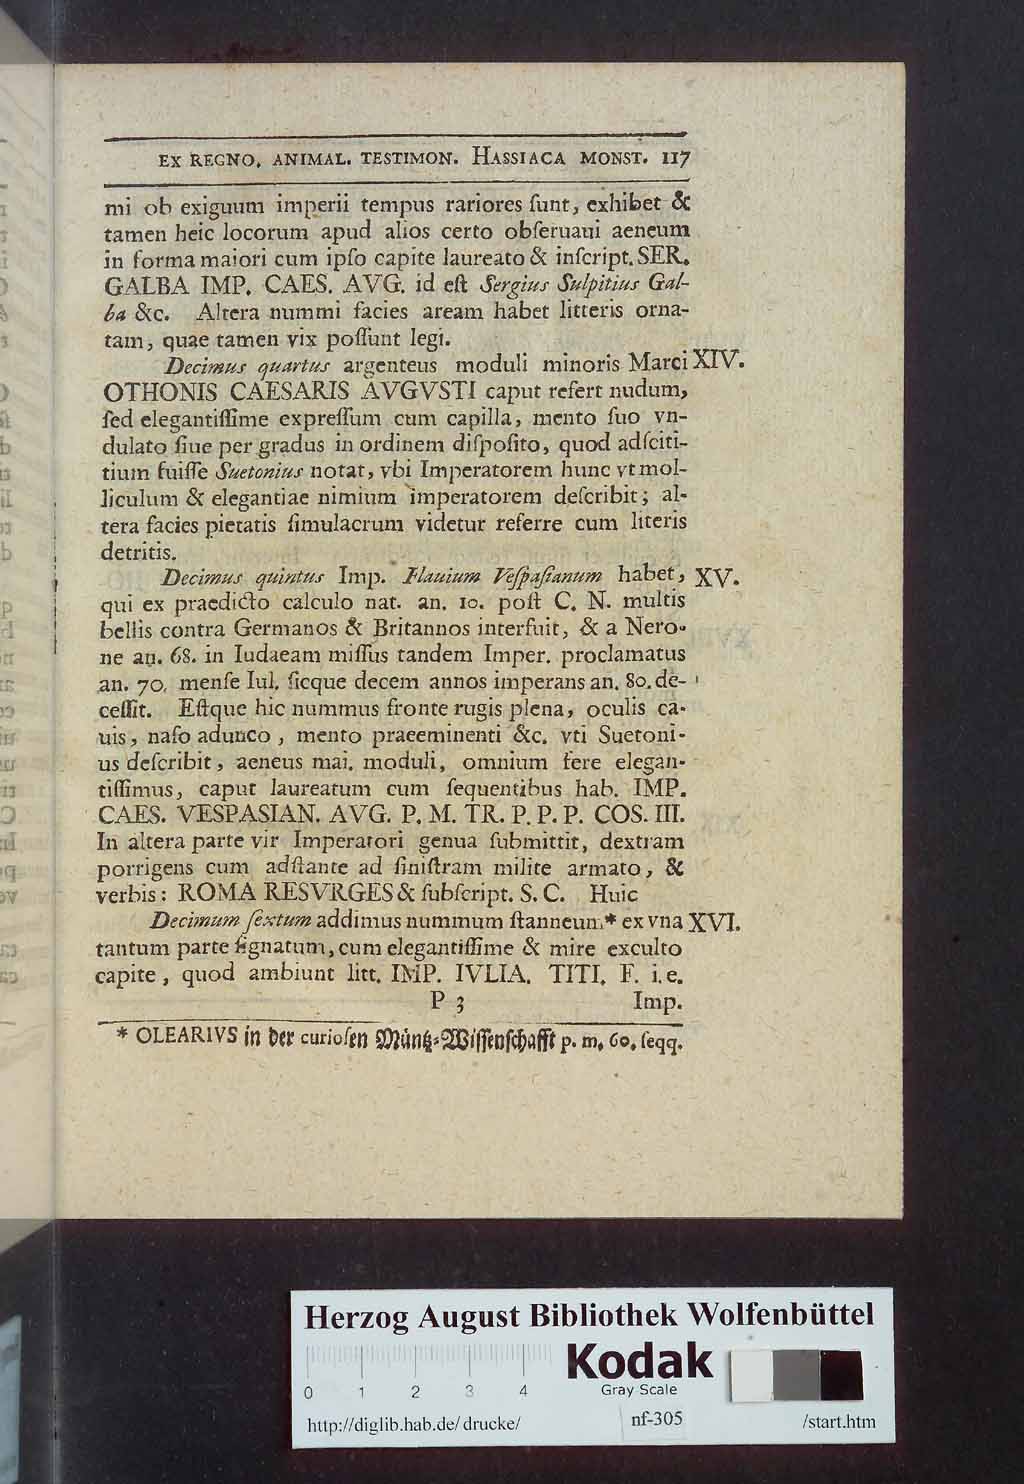 EX REGNO. ANIMAL. TESTIMON. HASSIACA MONST. 117
mi ob exiguum imperii tempus rariores ſunt, exhibet &
tamen heic locorum apud alios certo obſeruaui aeneum
in forma maiori cum ipſo capite laureato & inſcript. SER.
GALBA IMP. CAES. AVG. id eſt Sergius Sulpitius Gal-
ba &c. Altera nummi facies aream habet litteris orna-
tam, quae tamen vix poſſunt legi.
Decimus quartus argenteus moduli minoris Marci XIV.
OTHONIS CAESARIS AVGVSTI caput refert nudum,
ſed elegantiſſime expreſſum cum capilla, mento ſuo vn-
dulato ſiue per gradus in ordinem diſpoſito, quod adſciti-
tium fuiſſe Suetonius notat, vbi Imperatorem hunc vt mol-
liculum & elegantiae nimium imperatorem deſcribit; al-
tera facies pietatis ſimulacrum videtur referre cum literis
detritis.
Decimus quintus Imp. Flauium Veſpaſianum habet, XV.
qui ex praedicto calculo nat. an. 10. poſt C. N. multis
bellis contra Germanos & Britannos interfuit, & a Nero-
ne an. 68. in Iudaeam miſſus tandem Imper. proclamatus
an. 70. menſe Iul. ſicque decem annos imperans an. 80. de-
ceſſit. Eſtque hic nummus fronte rugis plena, oculis ca-
uis, naſo adunco, mento praeeminenti &c. vti Suetoni-
us deſcribit, aeneus mai. moduli, omnium fere elegan-
tiſſimus, caput laureatum cum ſequentibus hab. IMP.
CAES. VESPASIAN. AVG. P. M. TR. P. P. P. COS. III.
In altera parte vir Imperatori genua ſubmittit, dextram
porrigens cum adſtante ad ſiniſtram milite armato, &
verbis: ROMA RESVRGES & ſubſcript. S. C. Huic
Decimum ſextum addimus nummum ſtanneum* ex vna XVI.
tantum parte ſignatum, cum elegantiſſime & mire exculto
capite, quod ambiunt litt. IMP. IVLIA. TITI. F. i. e.
P 3 Imp.
* OLEARIVS in der curioſen Müntz-Wiſſenſchafft p. m. 60. ſeqq.
Herzog August Bibliothek Wolfenbüttel
Kodak
0 1 2 3 4 Gray Scale
http://diglib.hab.de/drucke/ nf-305 /start.htm